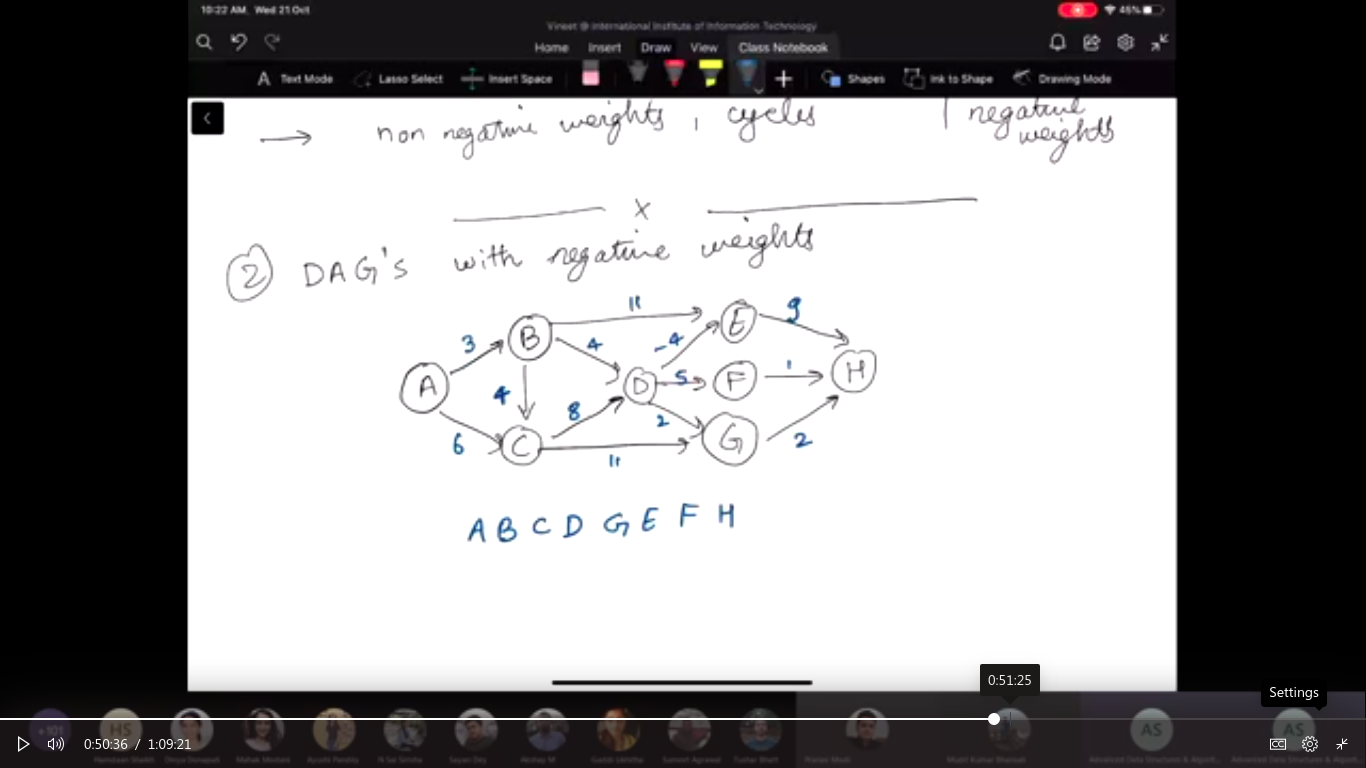 10:22 AM Wed 21 Oct
45%
Vineet @ International Institute of Information Technology
Home Insert Draw View Class Notebook
Text Mode Lasso Select Insert Space Shapes Ink to Shape Drawing Mode
→ non negative weights, cycles | negative weights
x
2 DAG'S with negative weights
11
3 B 4 -4 E 9
A 4 D 5 F 1 H
6 C 8 2 G 2
11
A B C D G E F H
0:51:25
Settings
+101 HS AS AS
0:50:36 / 1:09:21
CC